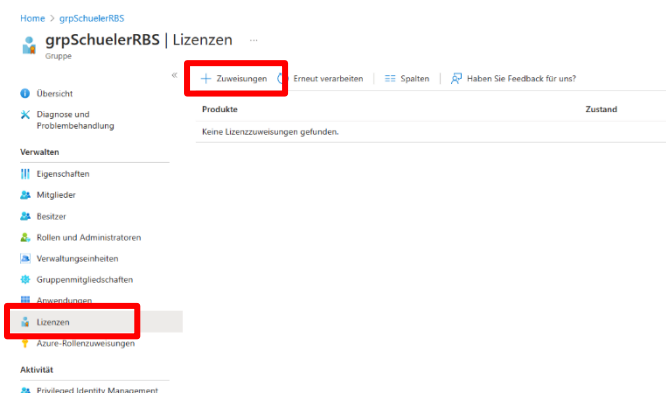 Home > grpSchuelerRBS
grpSchuelerRBS | Lizenzen ...
Gruppe
«
Zuweisungen
Erneut verarbeiten
Spalten
Haben Sie Feedback für uns?
Übersicht
Diagnose und
Problembehandlung
Produkte
Zustand
Keine Lizenzzuweisungen gefunden.
Verwalten
Eigenschaften
Mitglieder
Besitzer
Rollen und Administratoren
Verwaltungseinheiten
Gruppenmitgliedschaften
Anwendungen
Lizenzen
Azure-Rollenzuweisungen
Aktivität
Privileged Identity Management